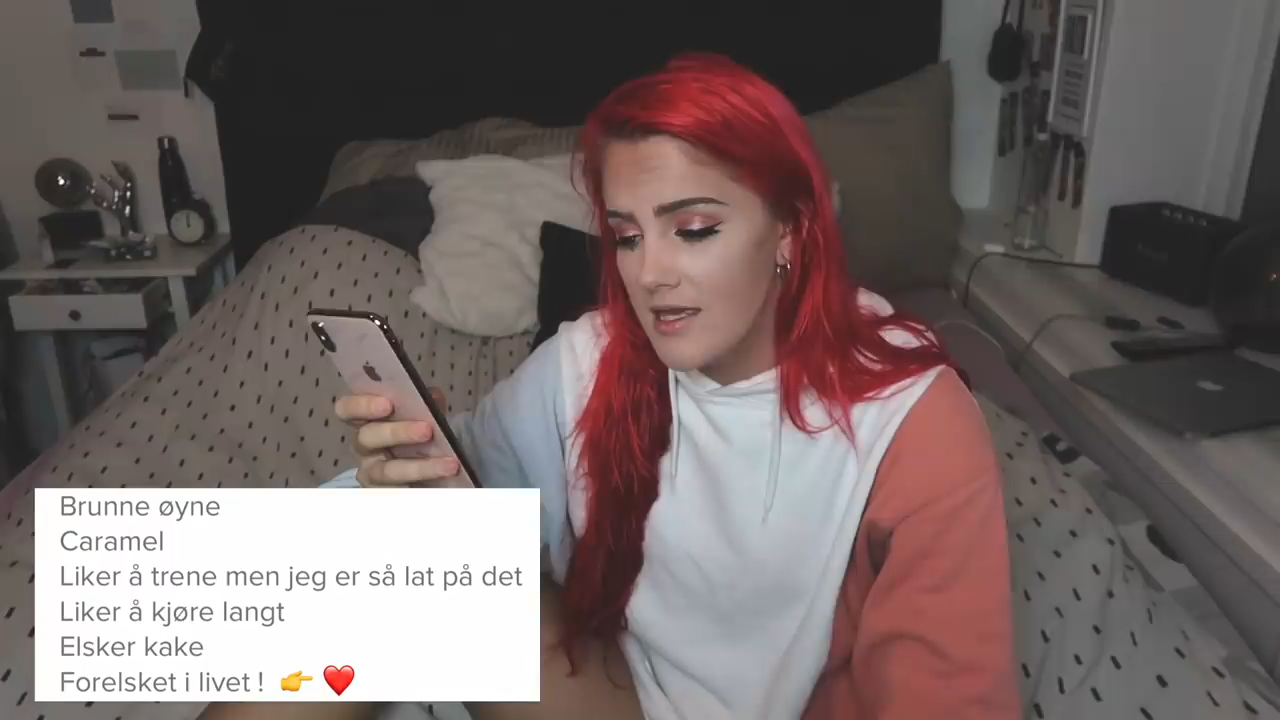 Brunne øyne
Caramel
Liker å trene men jeg er så lat på det
Liker å kjøre langt
Elsker kake
Forelsket i livet ! 👉 ❤️